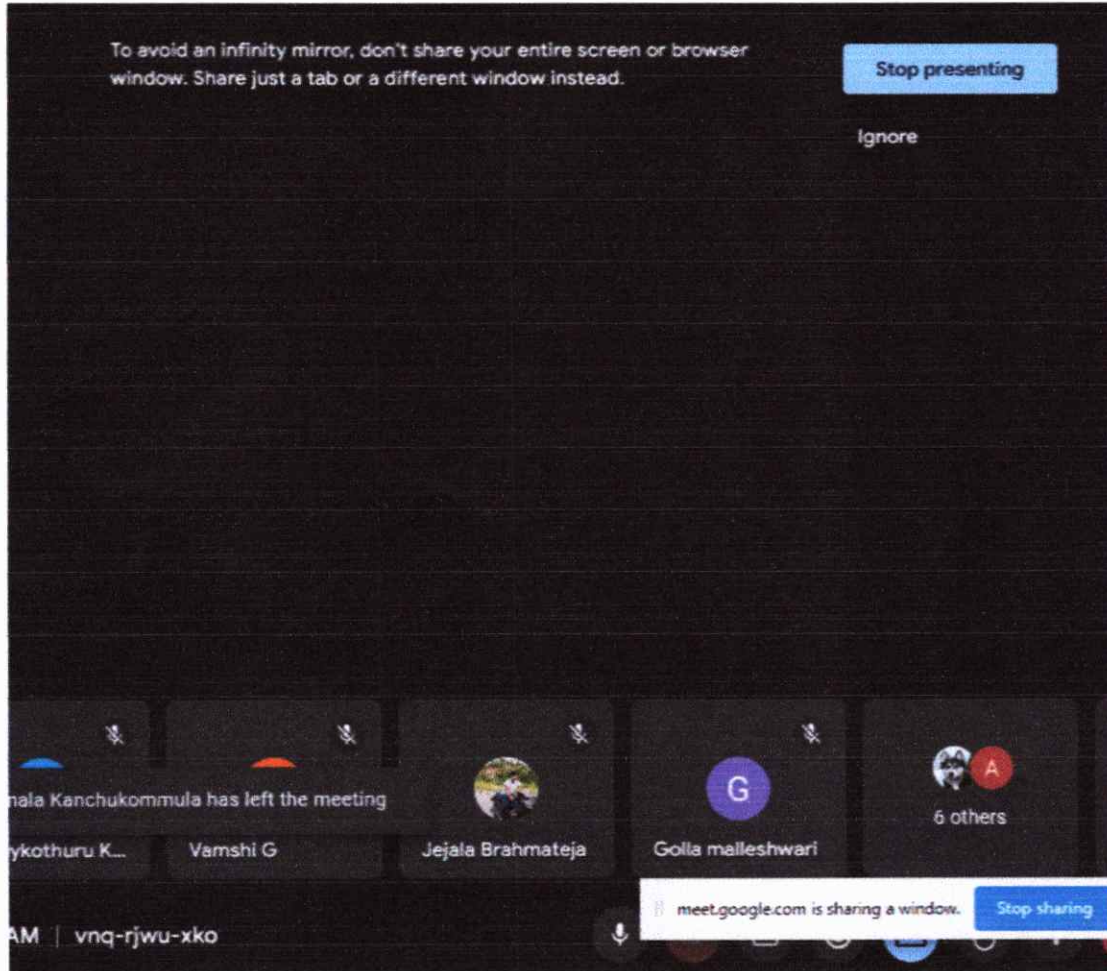 To avoid an infinity mirror, don't share your entire screen or browser
window. Share just a tab or a different window instead.
Stop presenting
Ignore
nala Kanchukommula has left the meeting
ykothuru K...
Vamshi G
Jejala Brahmateja
G
Golla malleshwari
A
6 others
meet.google.com is sharing a window.
Stop sharing
AM | vnq-rjwu-xko